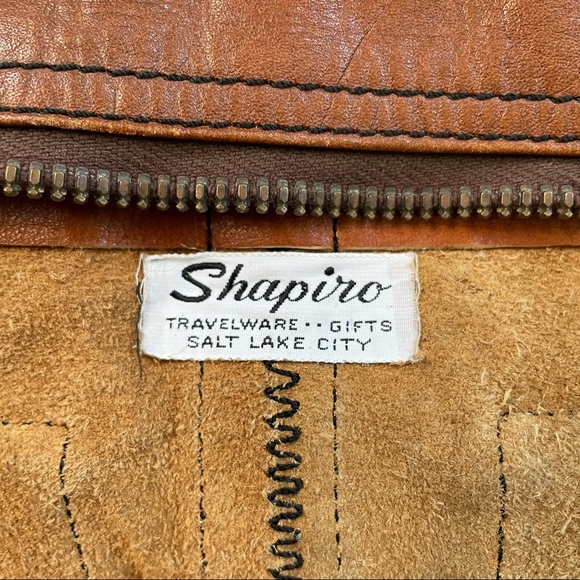 Shapiro
TRAVELWARE·· GIFTS
SALT LAKE CITY